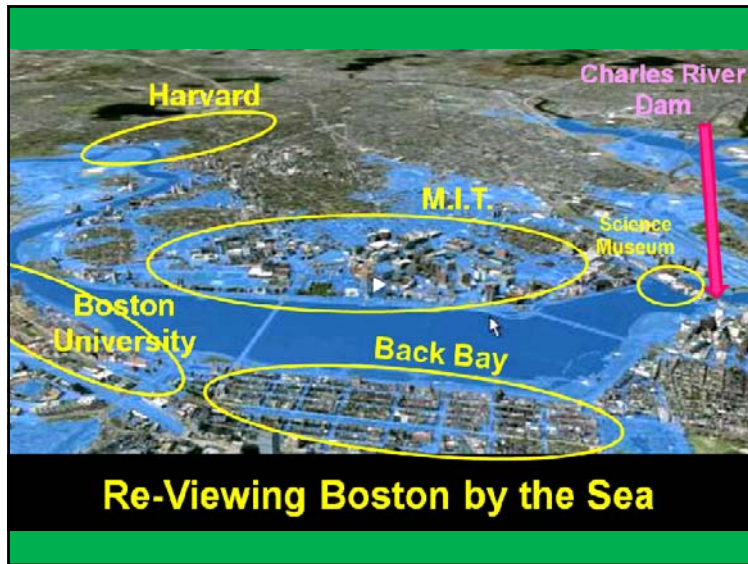 Charles River
Dam
Harvard
M.I.T.
Science
Museum
Boston
University
Back Bay
Re-Viewing Boston by the Sea